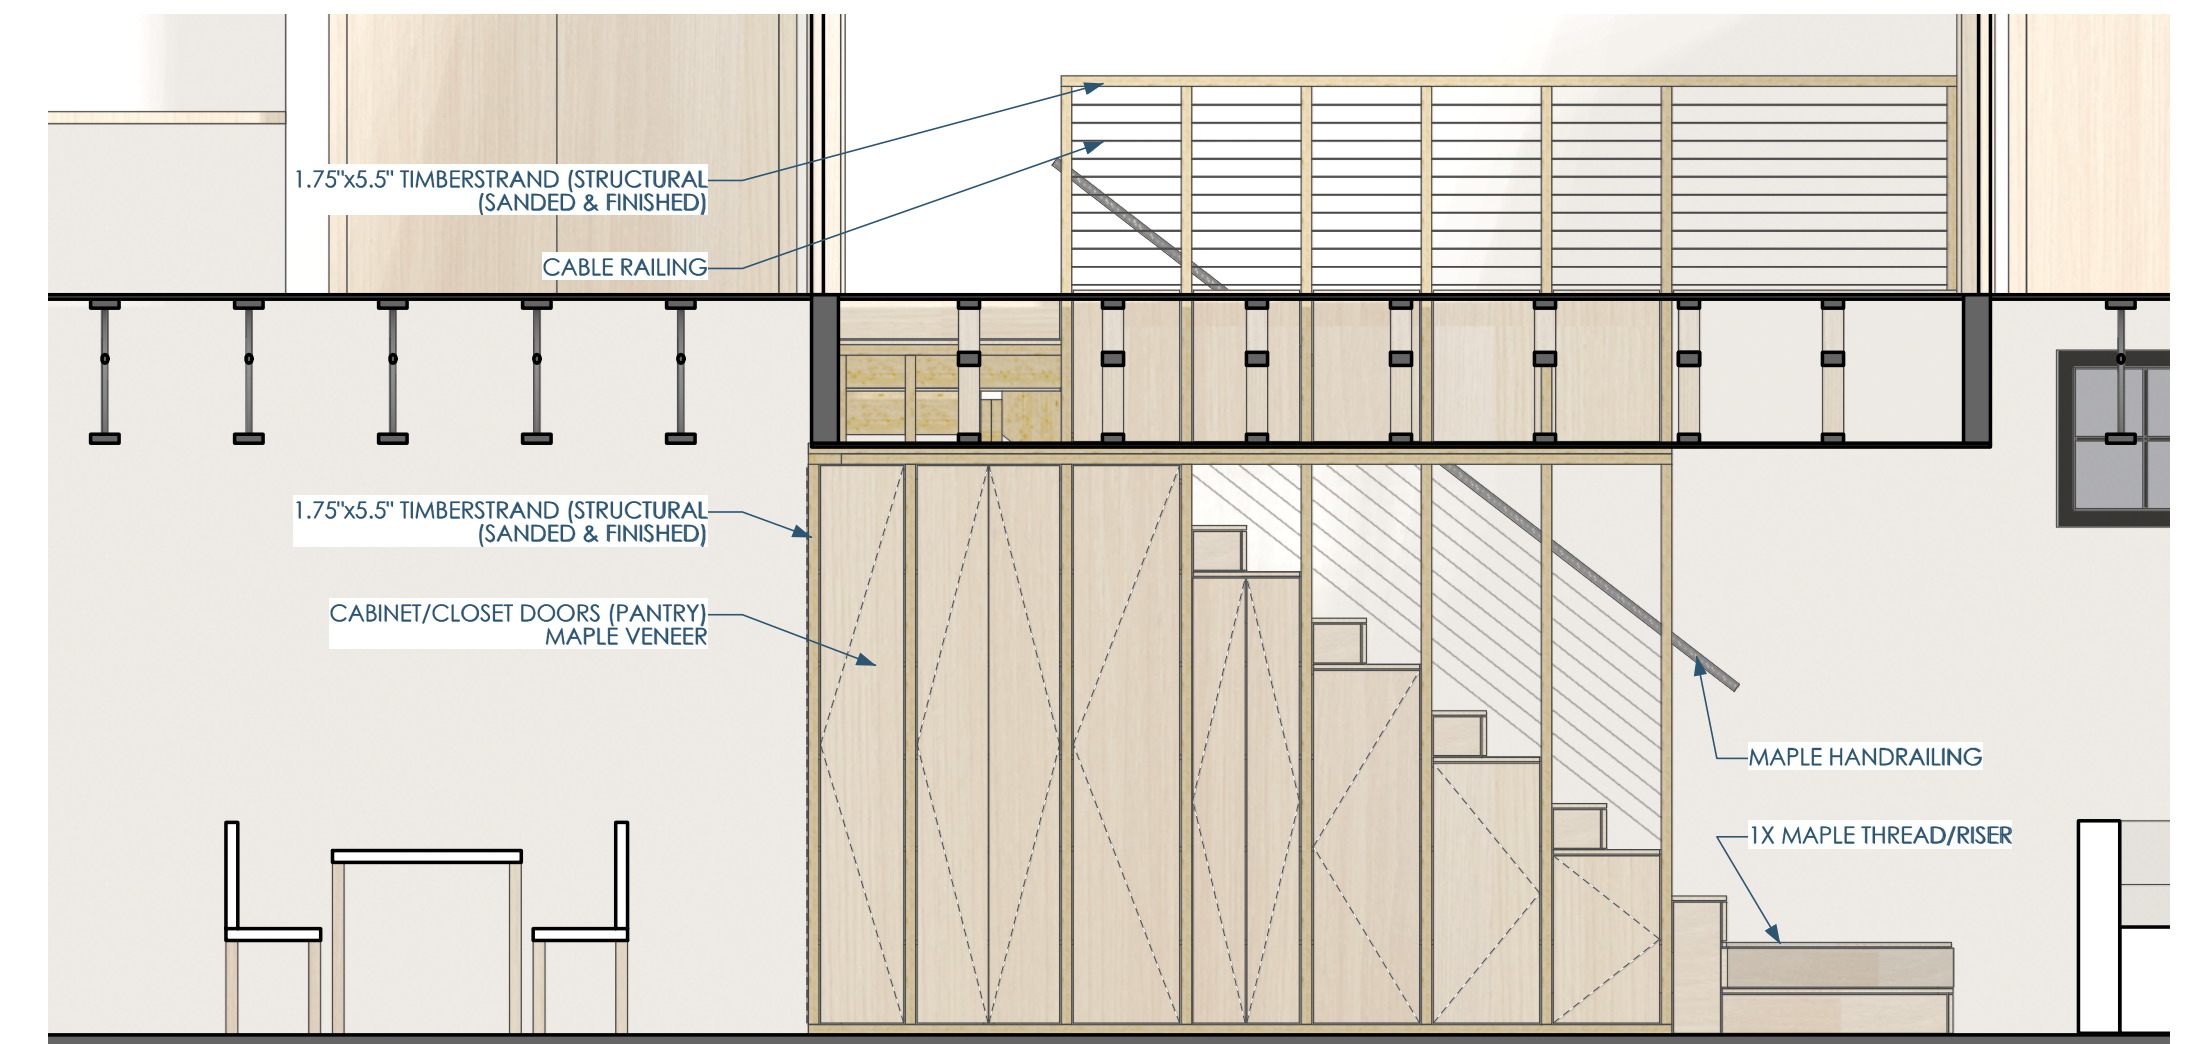 1.75"x5.5" TIMBERSTRAND (STRUCTURAL
(SANDED & FINISHED)
CABLE RAILING
1.75"x5.5" TIMBERSTRAND (STRUCTURAL
(SANDED & FINISHED)
CABINET/CLOSET DOORS (PANTRY)
MAPLE VENEER
MAPLE HANDRAILING
1X MAPLE THREAD/RISER